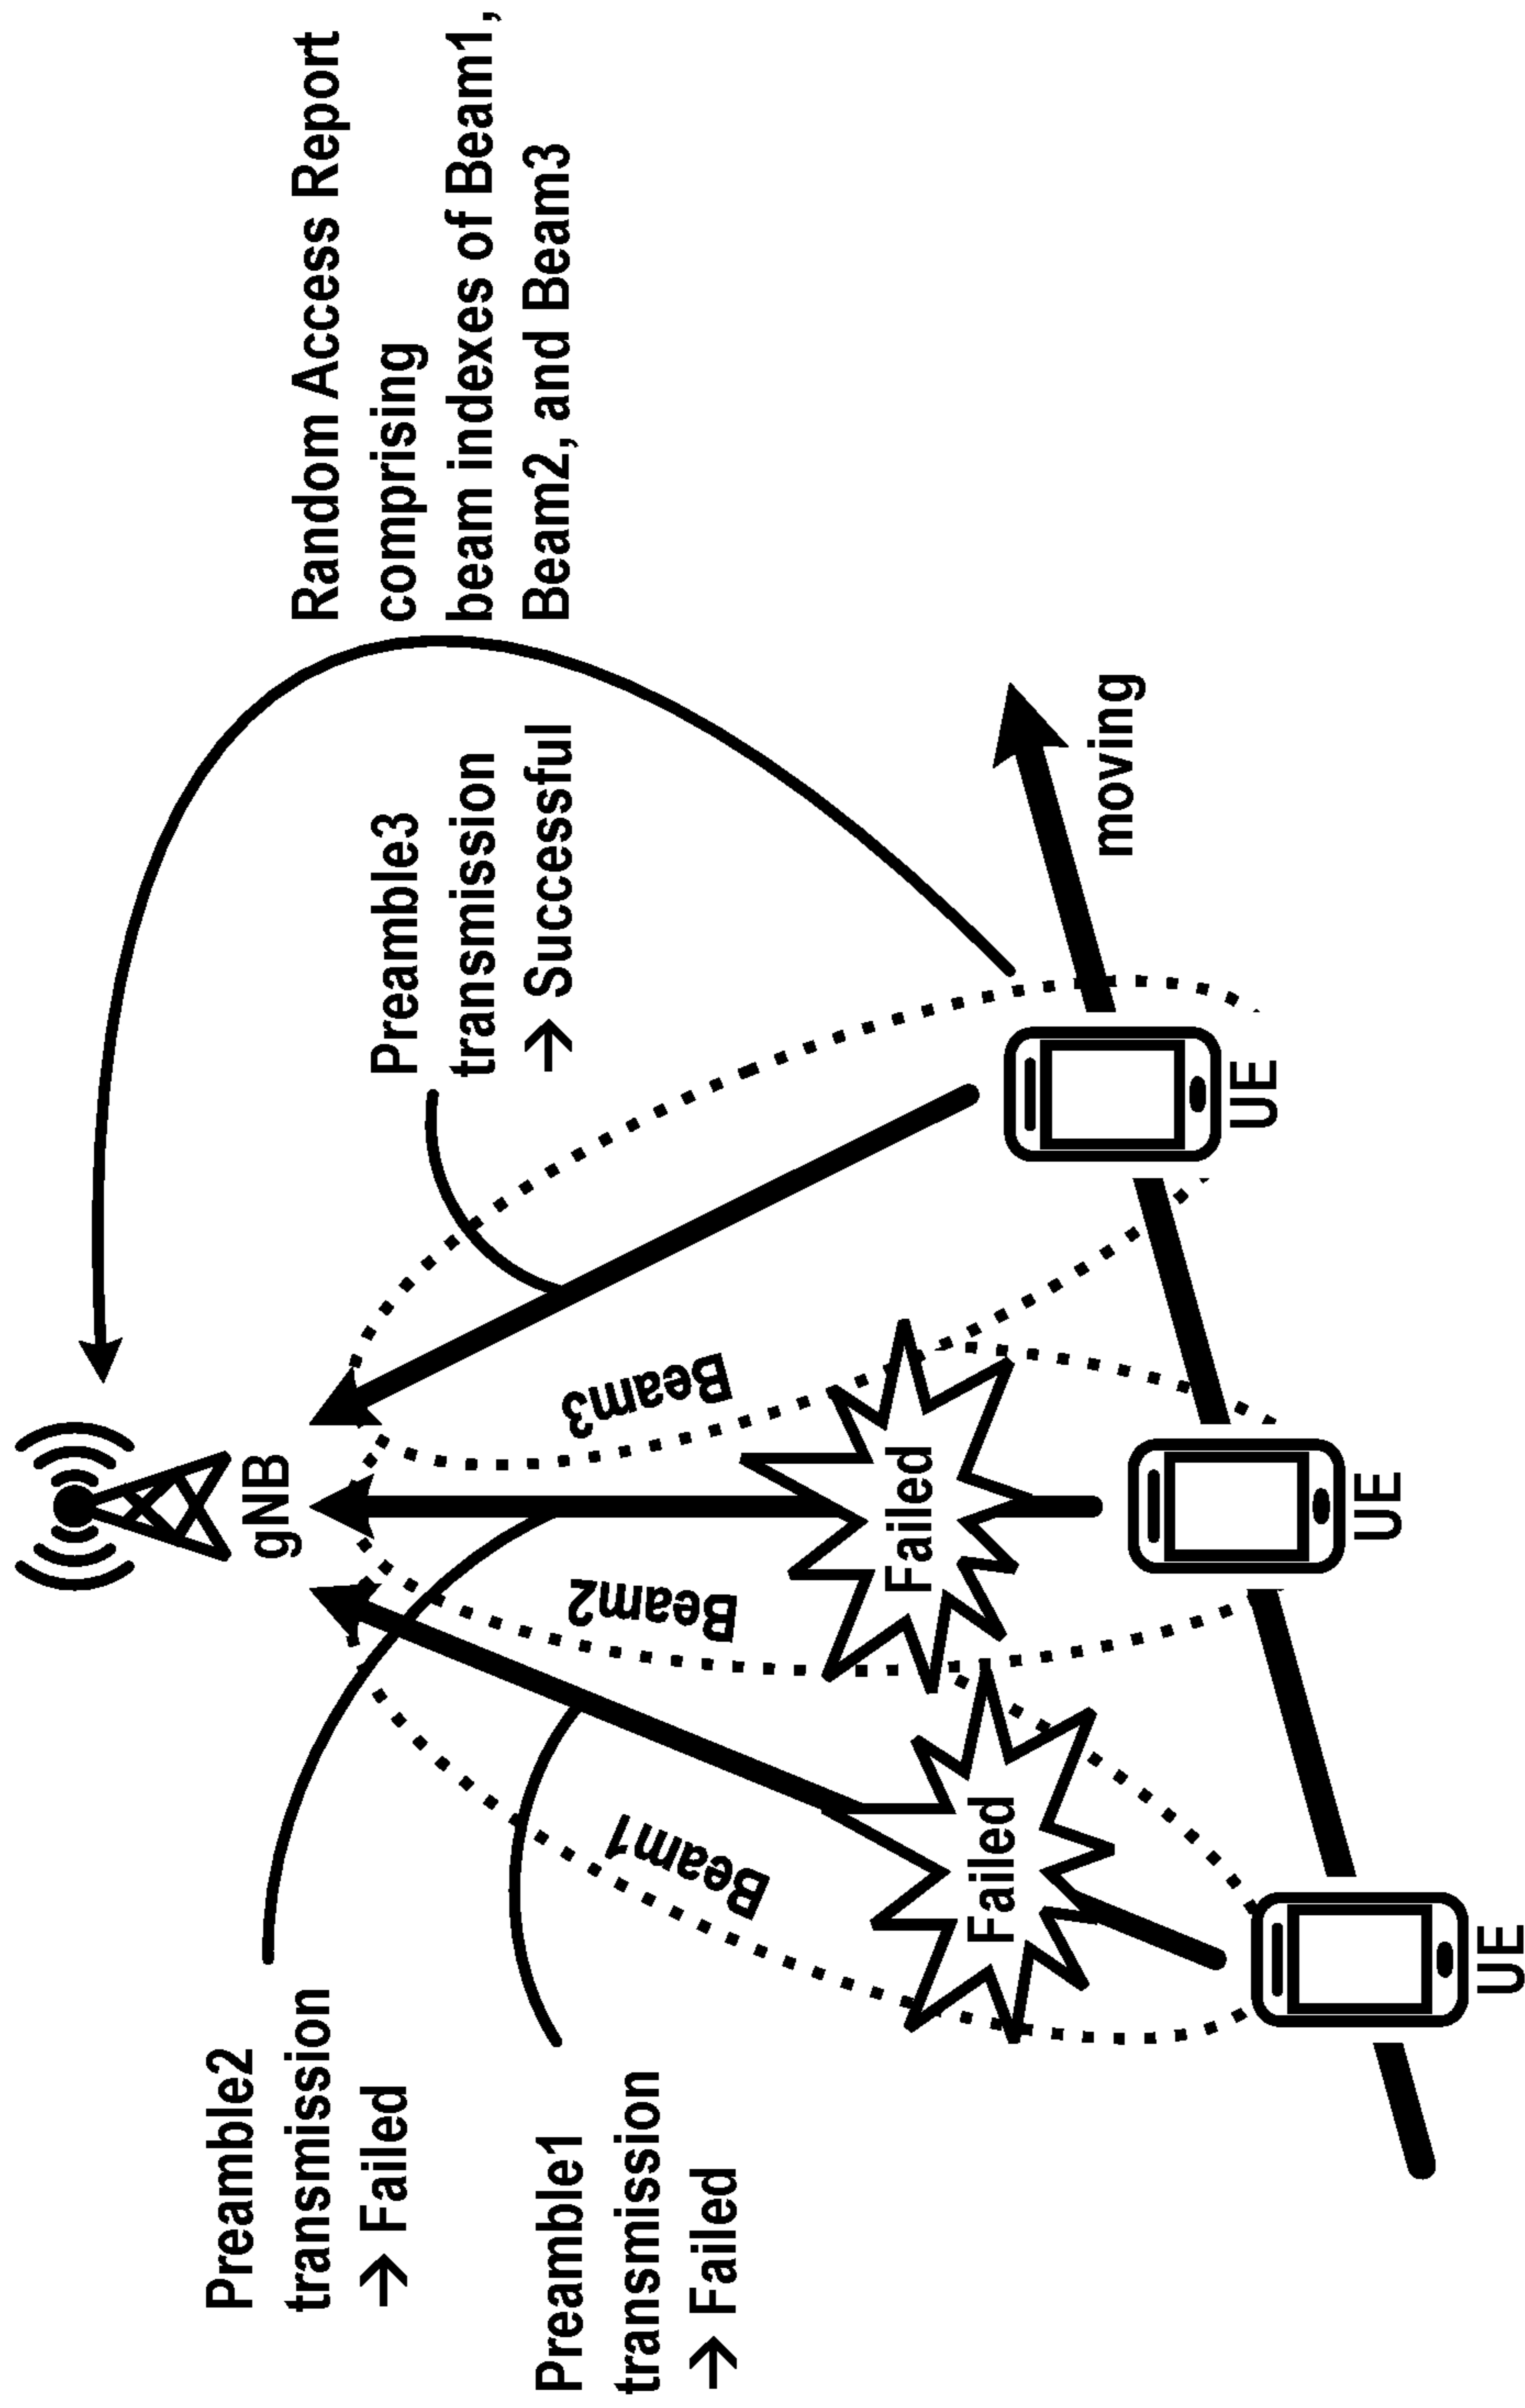 gNB
Preamble2
transmission
→ Failed
Preamble1
transmission
→ Failed
Beam1
Beam2
Beam3
Failed
Failed
Preamble3
transmission
→ Successful
Random Access Report
comprising
beam indexes of Beam1,
Beam2, and Beam3
UE
UE
UE
moving